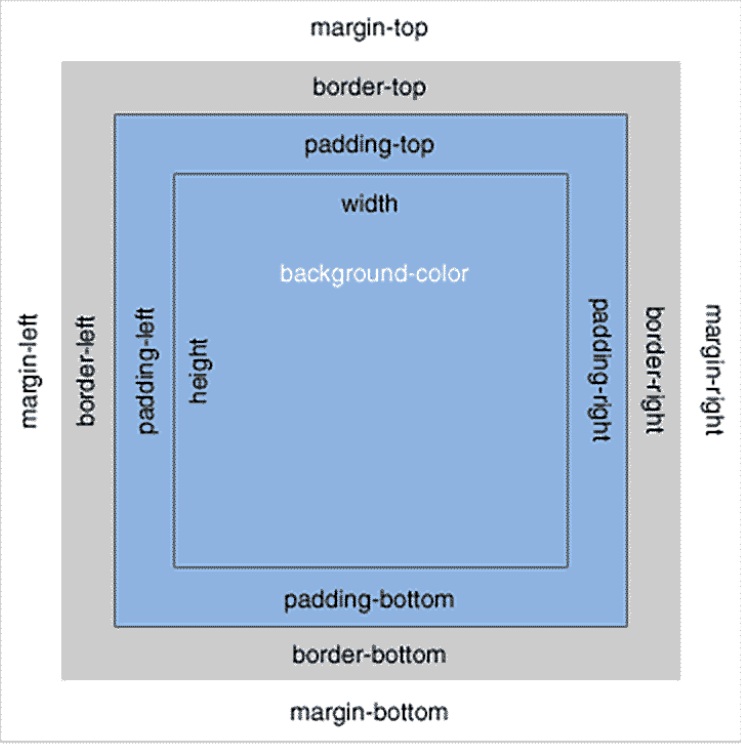 margin-top
border-top
padding-top
width
background-color
margin-left
border-left
padding-left
height
padding-right
border-right
margin-right
padding-bottom
border-bottom
margin-bottom